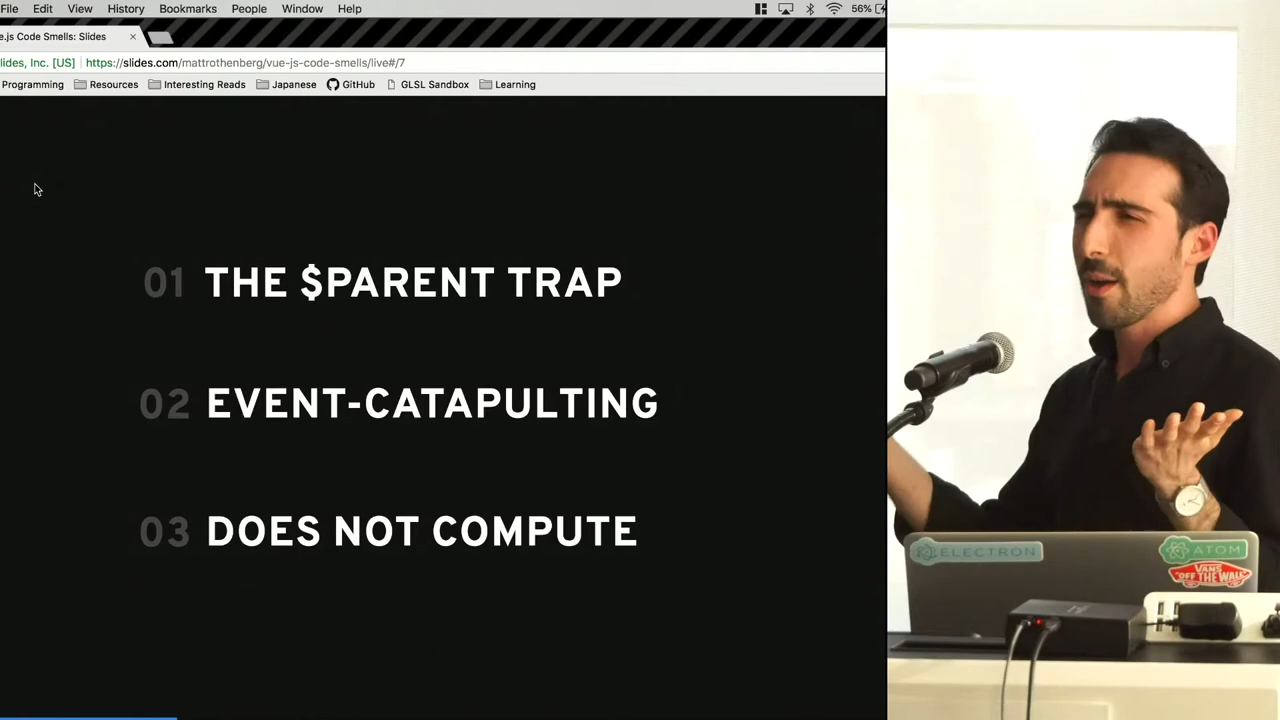 File Edit View History Bookmarks People Window Help 56%
e.js Code Smells: Slides
lides, Inc. [US] https://slides.com/mattrothenberg/vue-js-code-smells/live#/7
Programming Resources Interesting Reads Japanese GitHub GLSL Sandbox Learning
01 THE $PARENT TRAP
02 EVENT-CATAPULTING
03 DOES NOT COMPUTE
ELECTRON
ATOM
VANS
"OFF THE WALL"